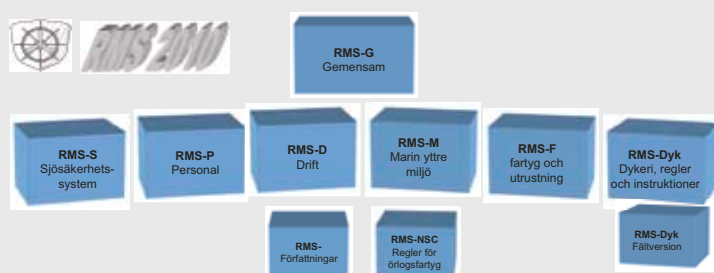 RMS 2010
RMS-G
Gemensam
RMS-S
Sjösäkerhets-
system
RMS-P
Personal
RMS-D
Drift
RMS-M
Marin yttre
miljö
RMS-F
fartyg och
utrustning
RMS-Dyk
Dykeri, regler
och instruktioner
RMS-
Författningar
RMS-NSC
Regler för
örlogsfartyg
RMS-Dyk
Fältversion